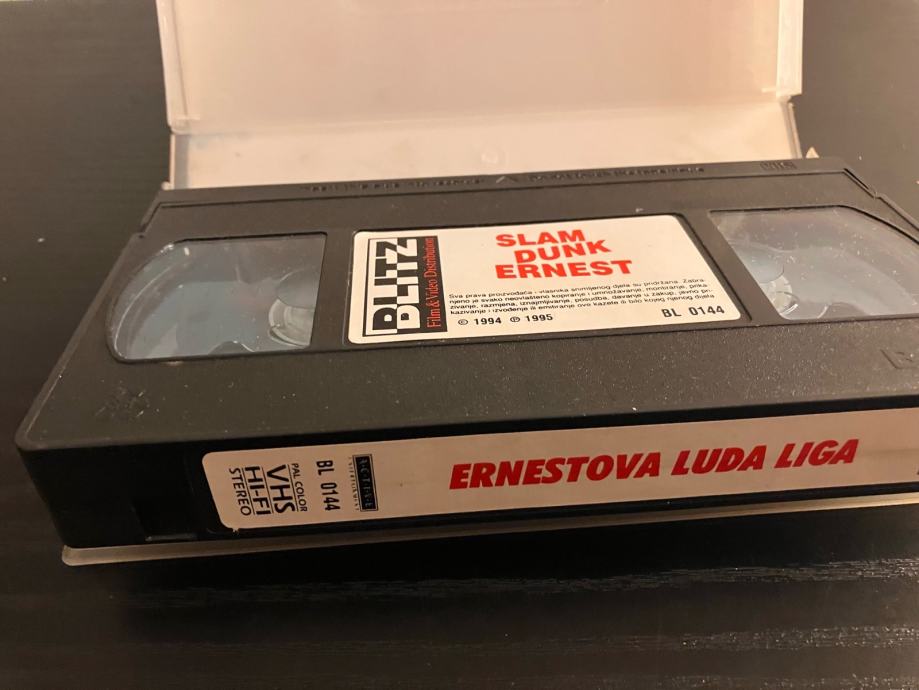 VHS
BLITZ
Film & Video Distribution
SLAM
DUNK
ERNEST
Sva prava proizvođača i vlasnika snimljenog djela su pridržana. Zabra-
njeno je svako neovlašteno kopiranje i umnožavanje, montiranje, prika-
zivanje, razmjena, iznajmljivanje, posudba, davanje u zakup, javno pri-
kazivanje i izvođenje ili emitiranje ove kazete ili bilo kojeg njenog djela
© 1994 ℗ 1995
BL 0144
ERNESTOVA LUDA LIGA
BL 0144
PAL COLOR
VHS
HI-FI
STEREO